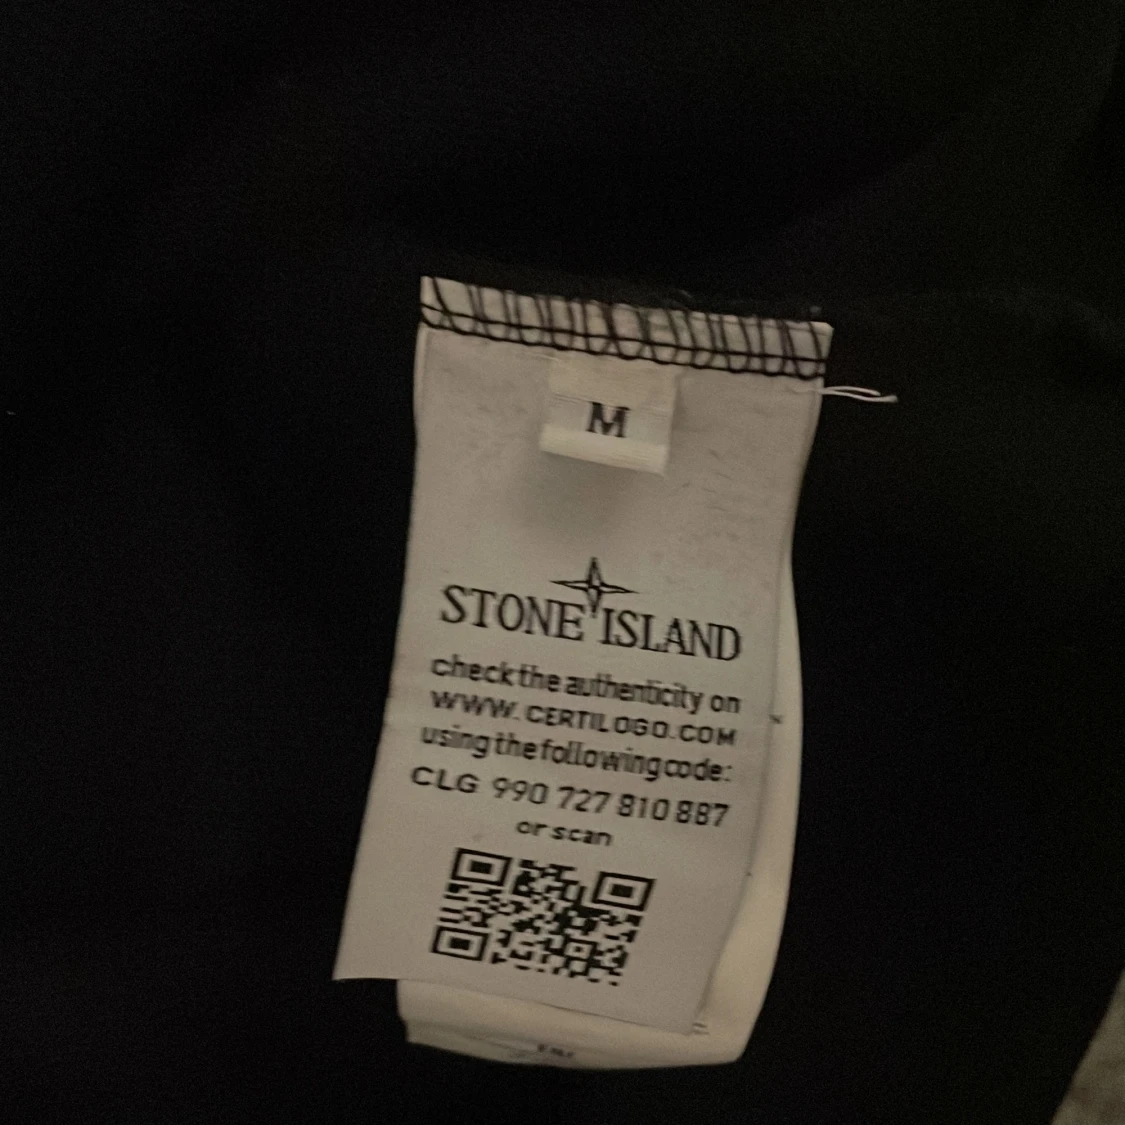 M
STONE ISLAND
check the authenticity on
WWW.CERTILOGO.COM
using the following code:
CLG 990 727 810 887
or scan